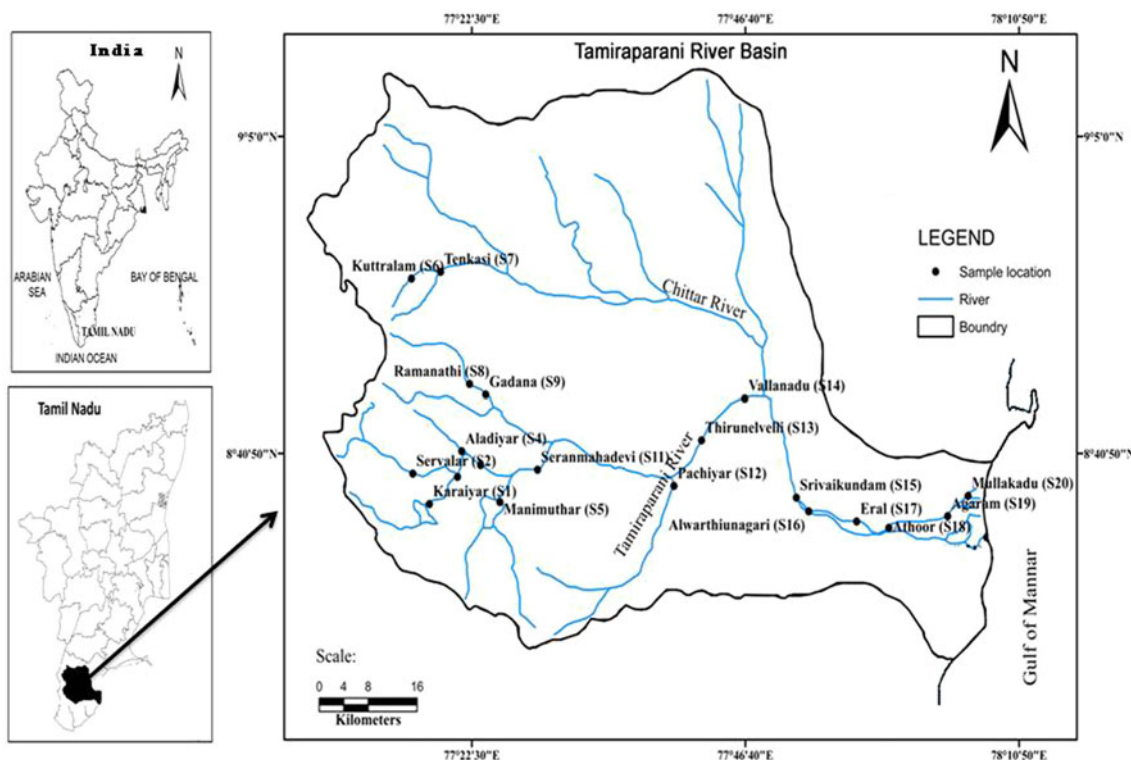 India
N
ARABIAN
SEA
BAY OF BENGAL
TAMIL NADU
INDIAN OCEAN
Tamil Nadu
77°22'30"E
77°46'40"E
78°10'50"E
Tamiraparani River Basin
N
9°5'0"N
9°5'0"N
LEGEND
Sample location
River
Boundry
Kuttralam (S6)
Tenkasi (S7)
Chittar River
Ramanathi (S8)
Gadana (S9)
Vallanadu (S14)
Thirunelvelli (S13)
8°40'50"N
8°40'50"N
Aladiyar (S4)
Servalar (S2)
Seranmahadevi (S11)
Pachiyar (S12)
Karaiyar (S1)
Manimuthar (S5)
Tamiraparani River
Srivaikundam (S15)
Mullakadu (S20)
Agaram (S19)
Eral (S17)
Alwarthiunagari (S16)
Athoor (S18)
Gulf of Mannar
Scale:
0 4 8 16
Kilometers
77°22'30"E
77°46'40"E
78°10'50"E